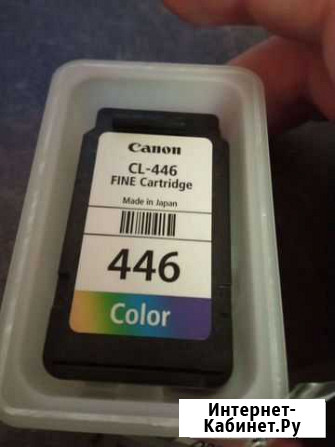 Canon
CL-446
FINE Cartridge
Made in Japan
446
Color
Интернет-
Кабинет.Ру